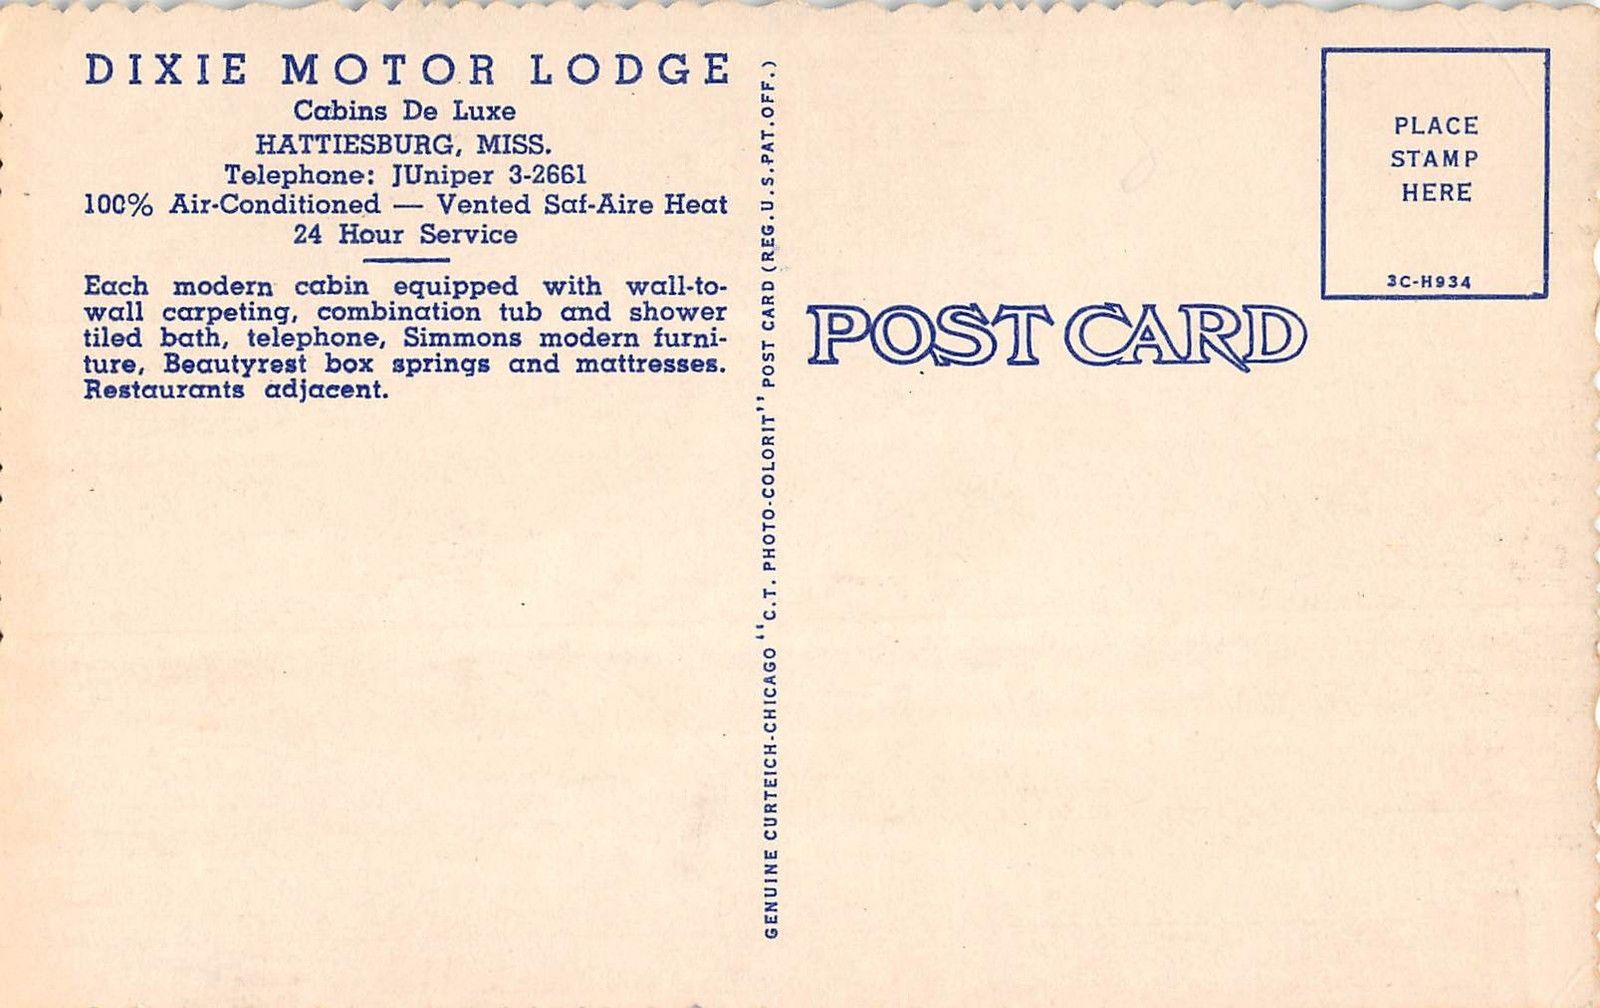 DIXIE MOTOR LODGE
Cabins De Luxe
HATTIESBURG, MISS.
Telephone: JUniper 3-2661
100% Air-Conditioned — Vented Saf-Aire Heat
24 Hour Service
Each modern cabin equipped with wall-to-
wall carpeting, combination tub and shower
tiled bath, telephone, Simmons modern furni-
ture, Beautyrest box springs and mattresses.
Restaurants adjacent.
GENUINE CURTEICH-CHICAGO "C.T. PHOTO-COLORIT" POST CARD (REG. U.S. PAT. OFF.)
POST CARD
PLACE
STAMP
HERE
3C-H934